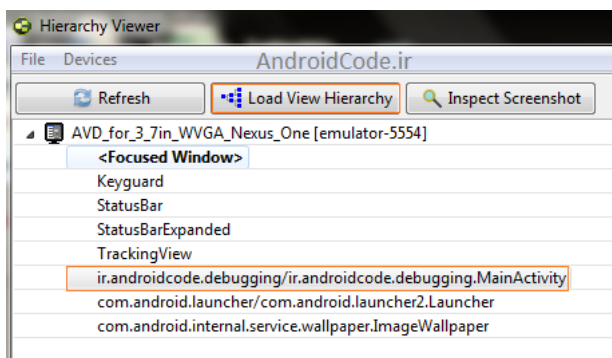 Hierarchy Viewer
File Devices AndroidCode.ir
Refresh Load View Hierarchy Inspect Screenshot
AVD_for_3_7in_WVGA_Nexus_One [emulator-5554]
<Focused Window>
Keyguard
StatusBar
StatusBarExpanded
TrackingView
ir.androidcode.debugging/ir.androidcode.debugging.MainActivity
com.android.launcher/com.android.launcher2.Launcher
com.android.internal.service.wallpaper.ImageWallpaper